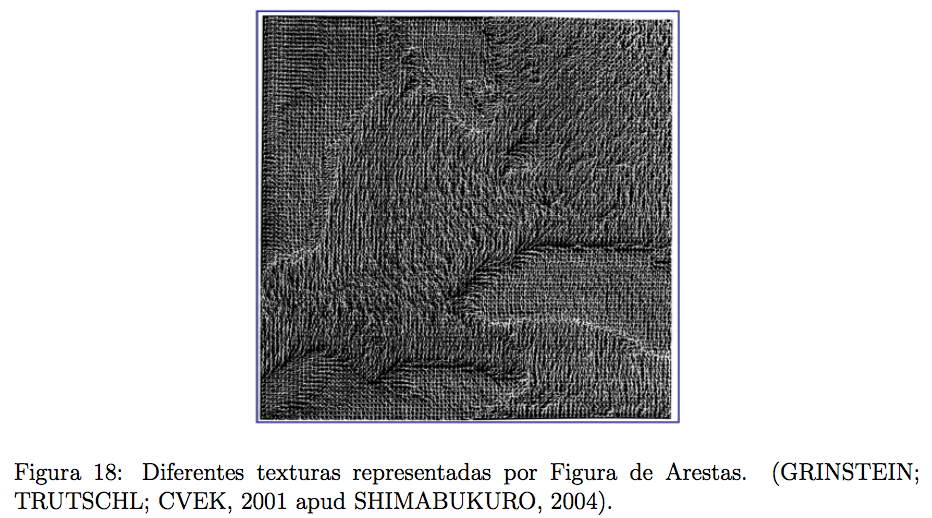 Figura 18: Diferentes texturas representadas por Figura de Arestas. (GRINSTEIN;
TRUTSCHL; CVEK, 2001 apud SHIMABUKURO, 2004).